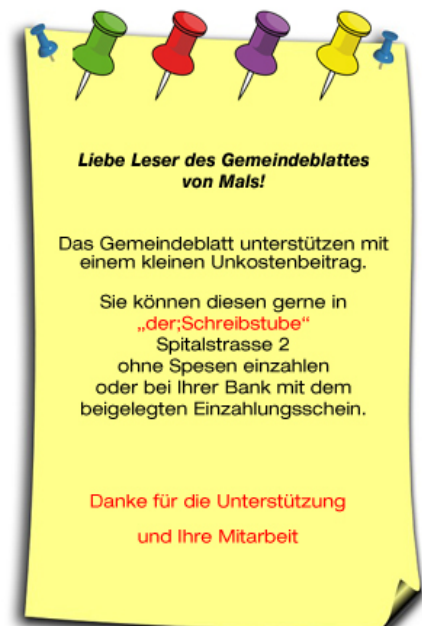 Liebe Leser des Gemeindeblattes
von Mals!
Das Gemeindeblatt unterstützen mit
einem kleinen Unkostenbeitrag.
Sie können diesen gerne in
„der;Schreibstube“
Spitalstrasse 2
ohne Spesen einzahlen
oder bei Ihrer Bank mit dem
beigelegten Einzahlungsschein.
Danke für die Unterstützung
und Ihre Mitarbeit